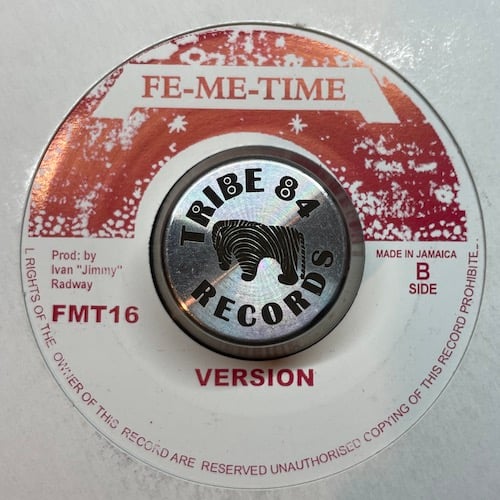 FE-ME-TIME
TRIBE 84
RECORDS
Prod: by
Ivan "Jimmy"
Radway
FMT16
MADE IN JAMAICA
B
SIDE
VERSION
L RIGHTS OF THE OWNER OF THIS RECORD ARE RESERVED UNAUTHORISED COPYING OF THIS RECORD PROHIBITE